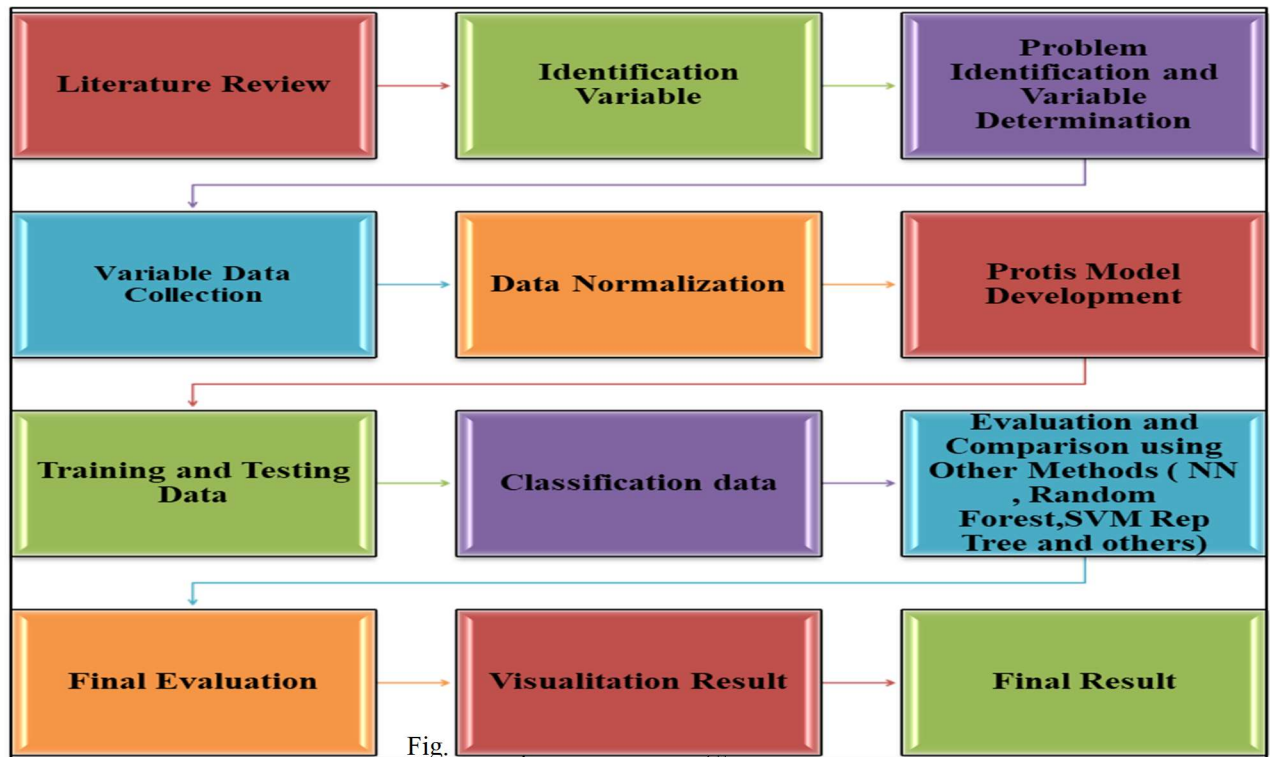 Literature Review
Identification
Variable
Problem
Identification and
Variable
Determination
Variable Data
Collection
Data Normalization
Protis Model
Development
Training and Testing
Data
Classification data
Evaluation and
Comparison using
Other Methods ( NN
, Random
Forest,SVM Rep
Tree and others)
Final Evaluation
Visualitation Result
Final Result
Fig.